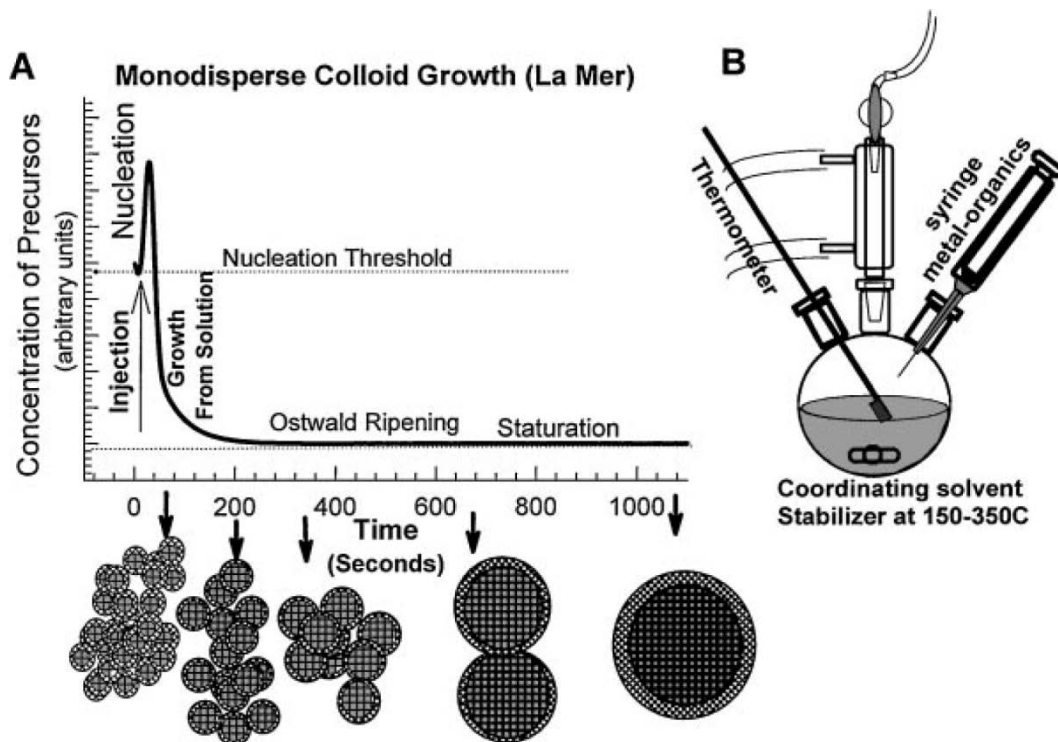 A
Monodisperse Colloid Growth (La Mer)
Concentration of Precursors
(arbitrary units)
Nucleation
Injection
Growth
From Solution
Nucleation Threshold
Ostwald Ripening
Staturation
0 200 400 600 800 1000
Time
(Seconds)
B
Thermometer
syringe
metal-organics
Coordinating solvent
Stabilizer at 150-350C